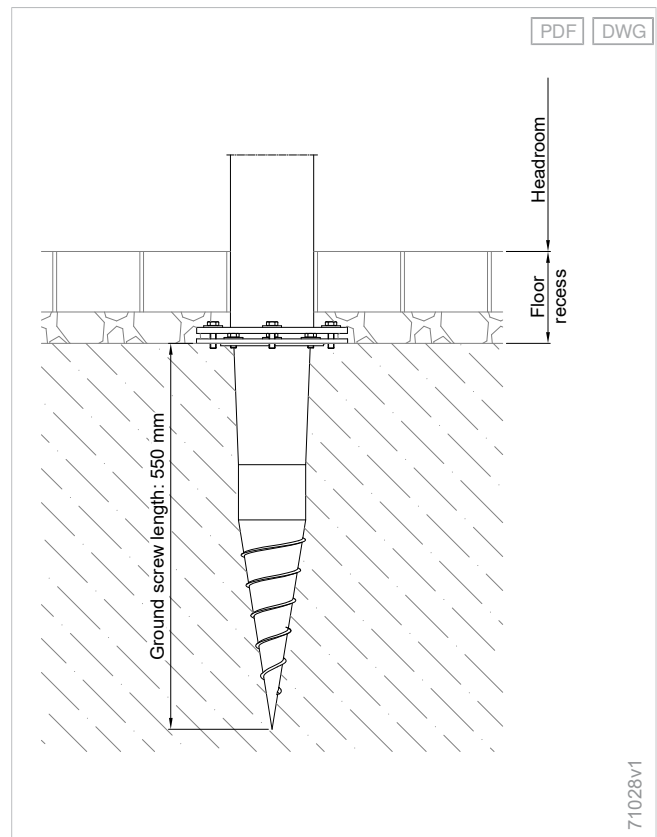 PDF
DWG
Headroom
Floor
recess
Ground screw length: 550 mm
71028v1